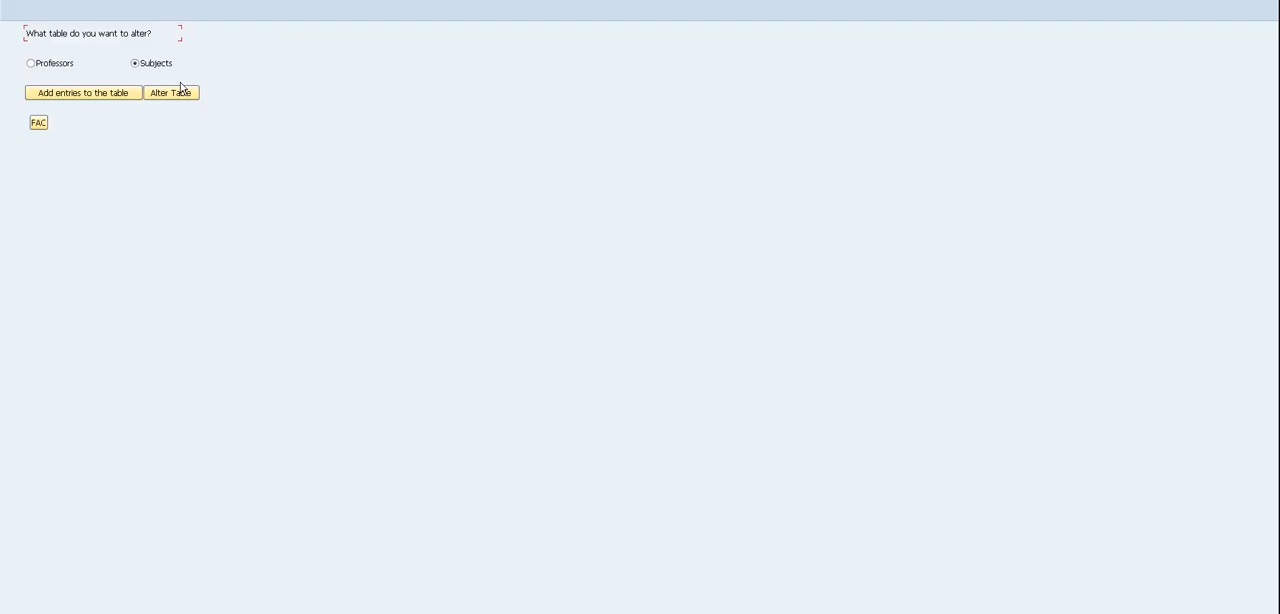 What table do you want to alter?
Professors Subjects
Add entries to the table Alter Table
FAC